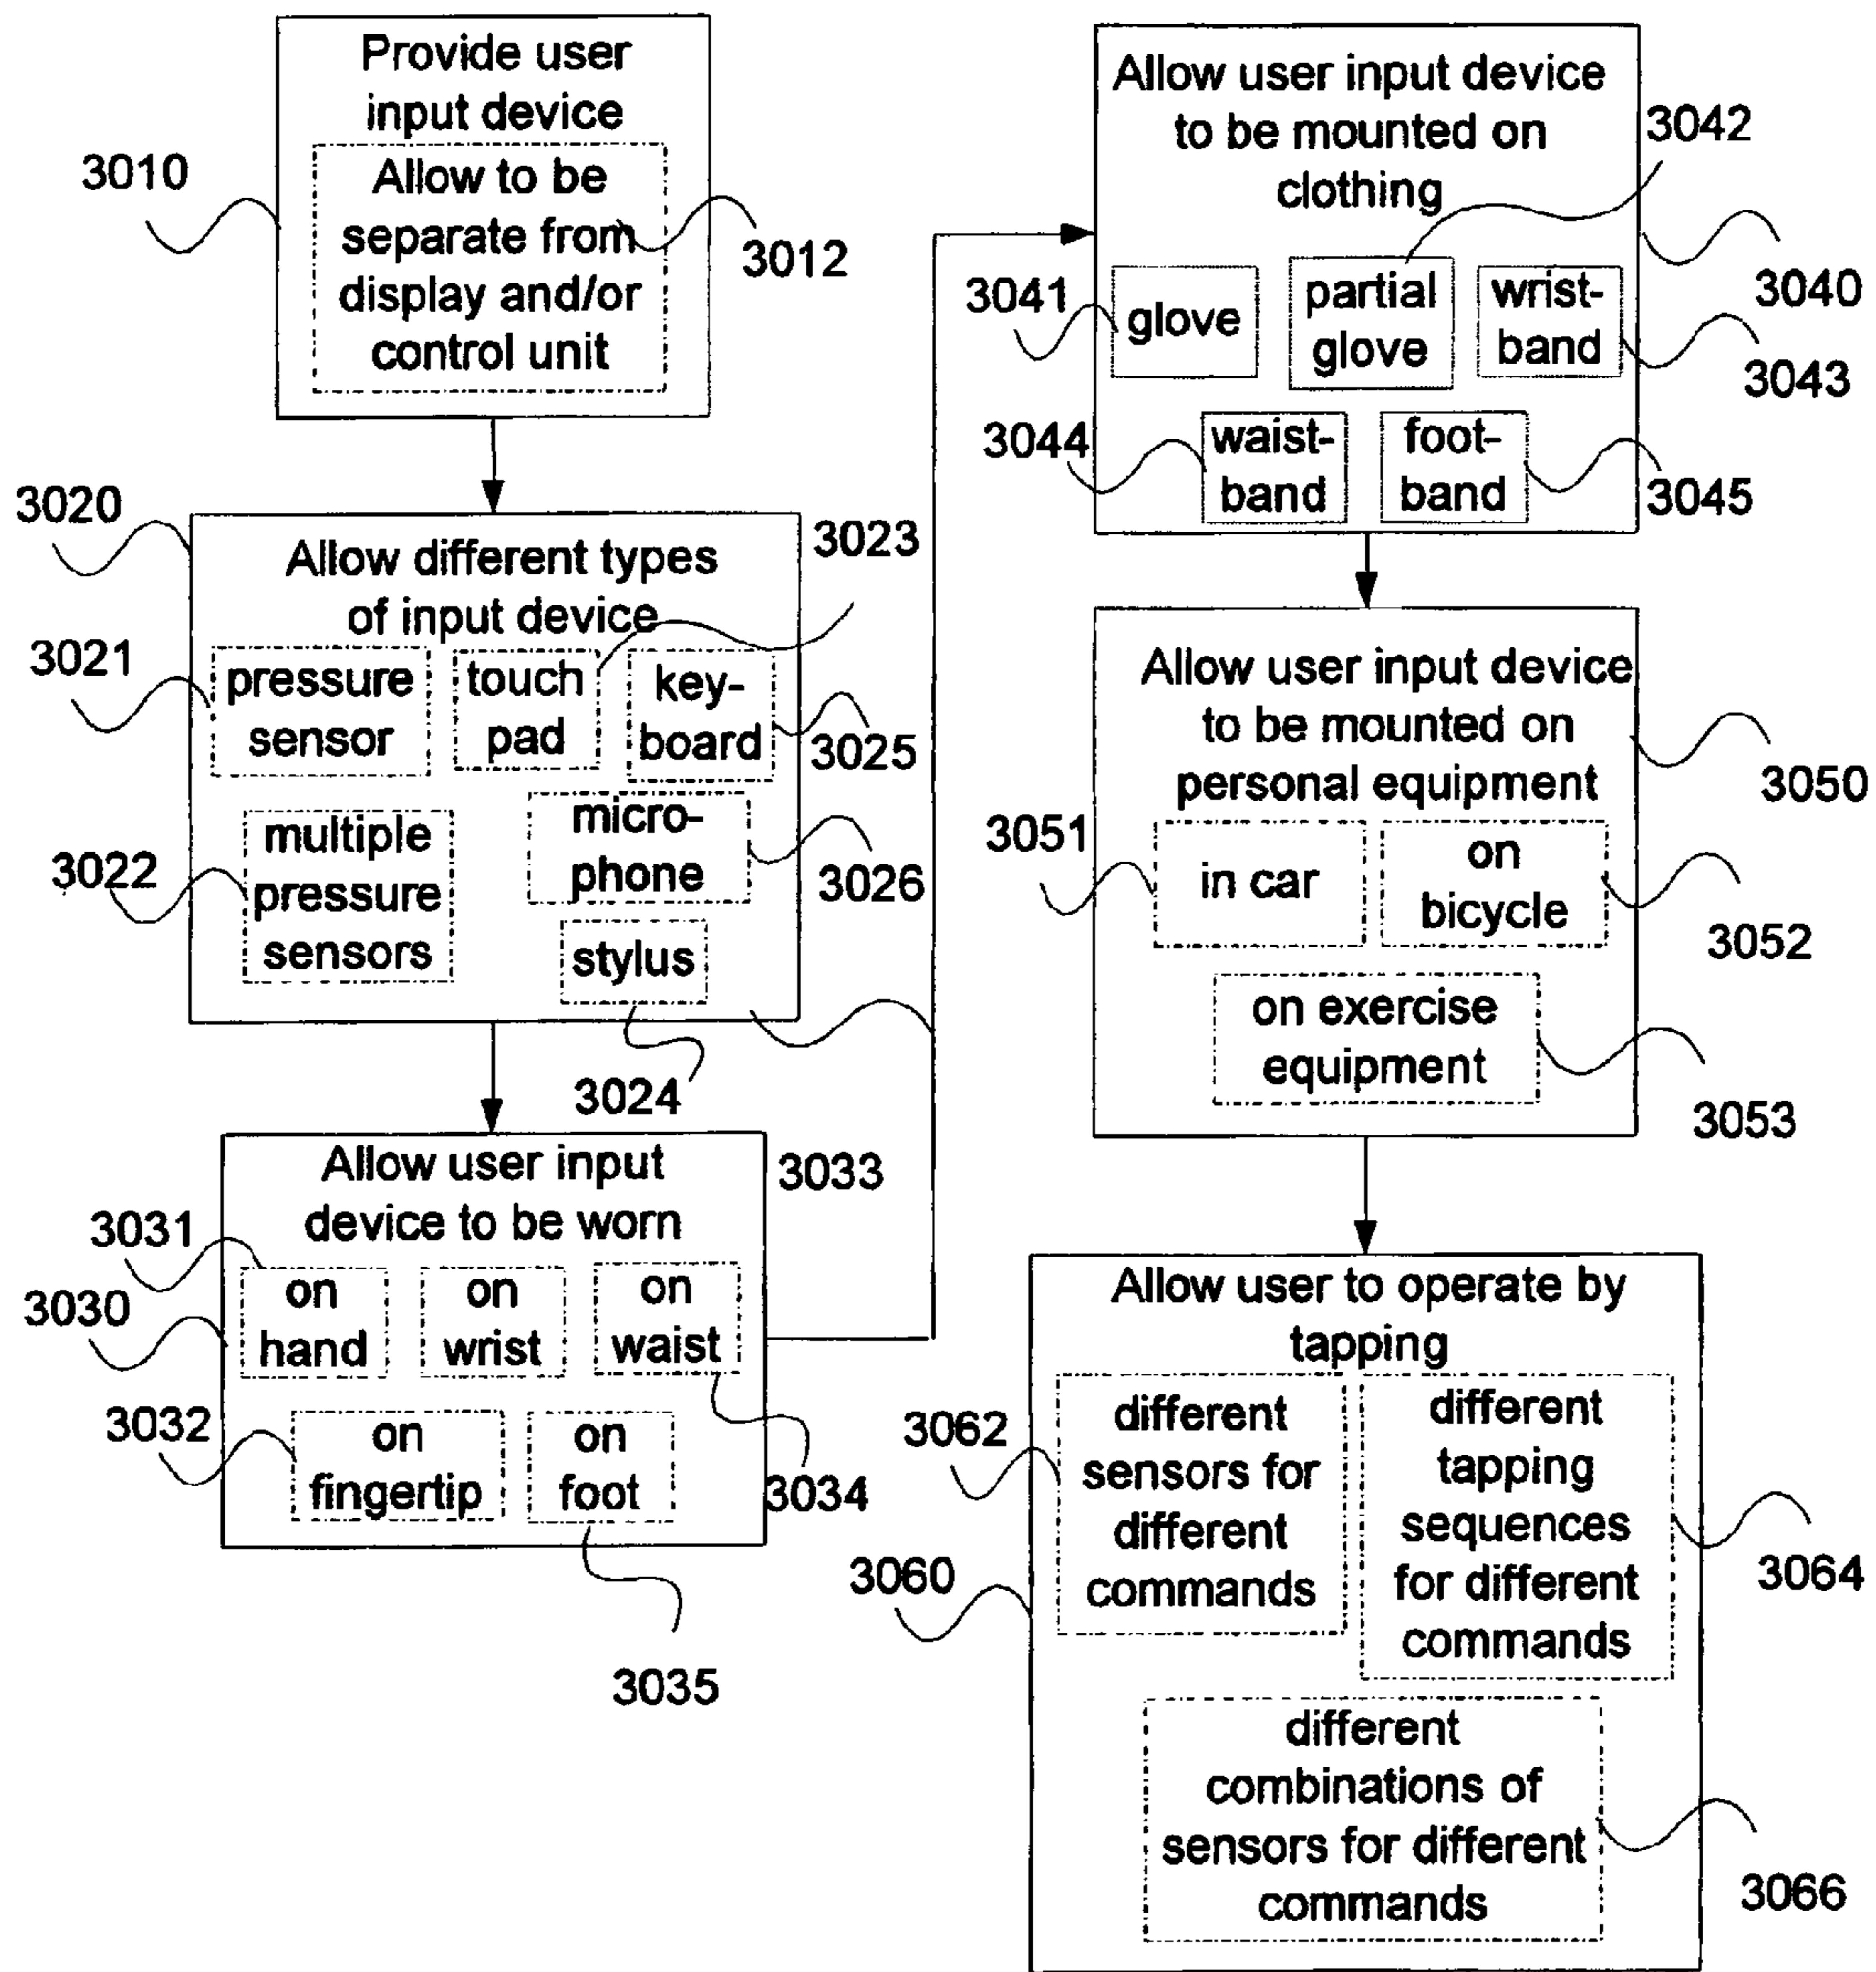 Provide user
input device
Allow to be
separate from
display and/or
control unit
3010
3012
3020
Allow different types
of input device
3023
3021
pressure
sensor
touch
pad
key-
board
3025
3022
multiple
pressure
sensors
micro-
phone
3026
stylus
3024
Allow user input
device to be worn
3033
3031
3030
on
hand
on
wrist
on
waist
3032
on
fingertip
on
foot
3034
3035
Allow user input device
to be mounted on
clothing
3042
3040
3041
glove
partial
glove
wrist-
band
3043
3044
waist-
band
foot-
band
3045
Allow user input device
to be mounted on
personal equipment
3050
3051
in car
on
bicycle
3052
on exercise
equipment
3053
Allow user to operate by
tapping
3062
different
sensors for
different
commands
different
tapping
sequences
for different
commands
3064
3060
different
combinations of
sensors for different
commands
3066